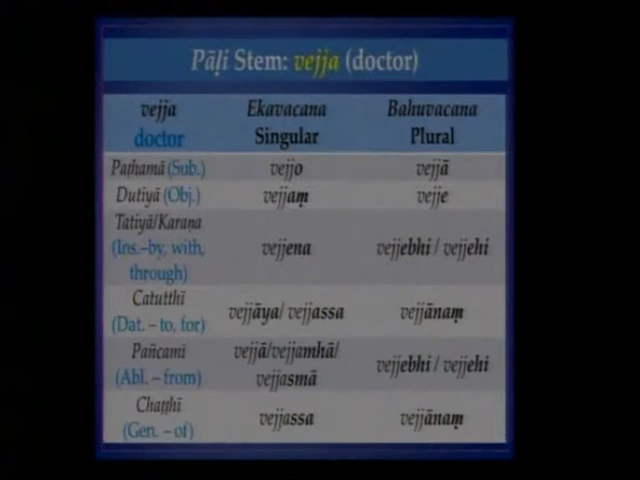 Pāḷi Stem: vejja (doctor)
vejja Ekavacana Bahuvacana
doctor Singular Plural
Paṭhamā (Sub.) vejjo vejjā
Dutiyā (Obj.) vejjaṃ vejje
Tatiyā/Karaṇa
(Ins.–by, with, vejjena vejjebhi / vejjehi
through)
Catutthī
(Dat. – to, for) vejjāya/ vejjassa vejjānaṃ
Pañcamī vejjā/vejjamhā/ vejjebhi / vejjehi
(Abl. – from) vejjasmā
Chaṭṭhī vejjassa vejjānaṃ
(Gen. – of)